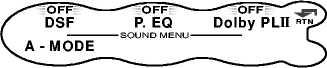 OFF OFF OFF
DSF P. EQ Dolby PLII RTN
SOUND MENU
A - MODE